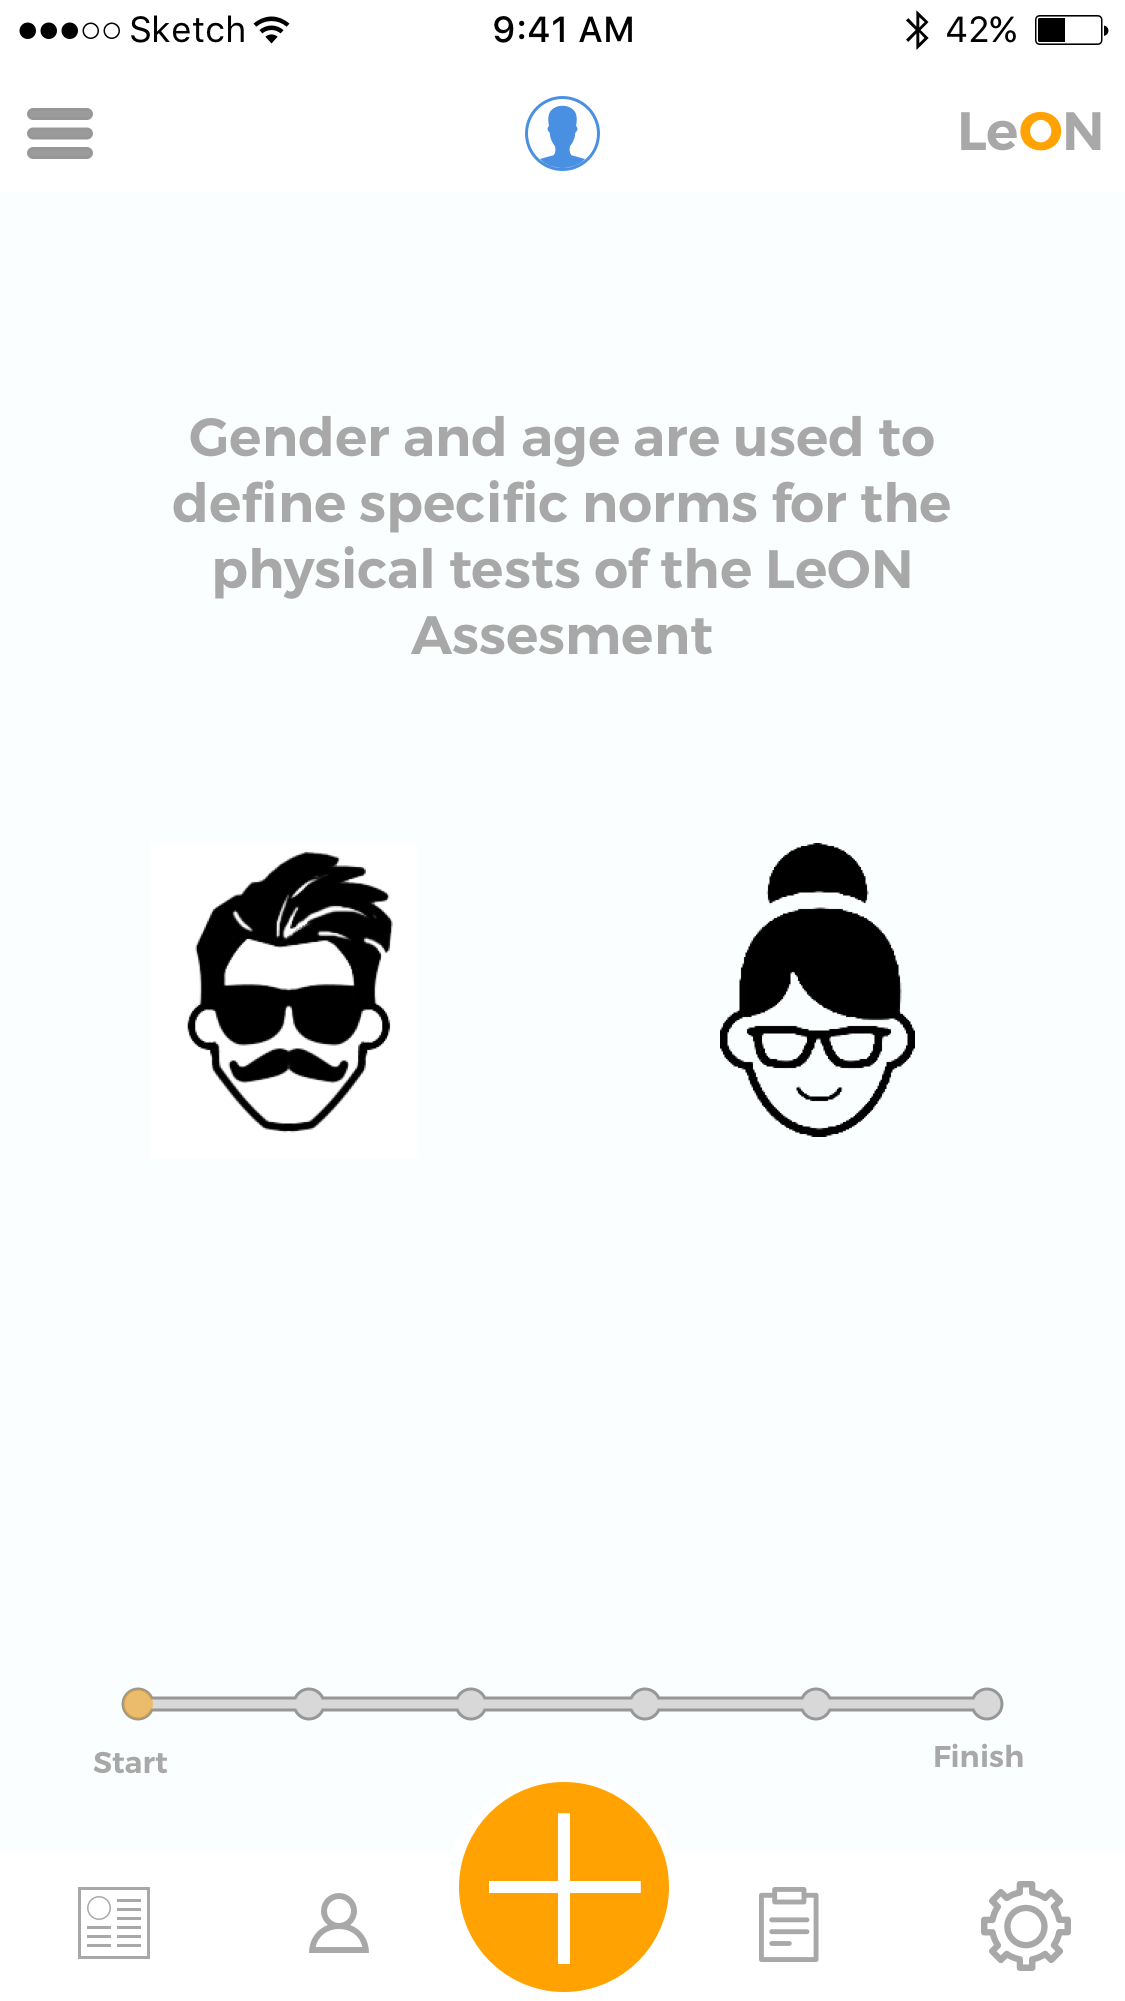 Sketch 9:41 AM 42%
LeON
Gender and age are used to
define specific norms for the
physical tests of the LeON
Assesment
Start Finish